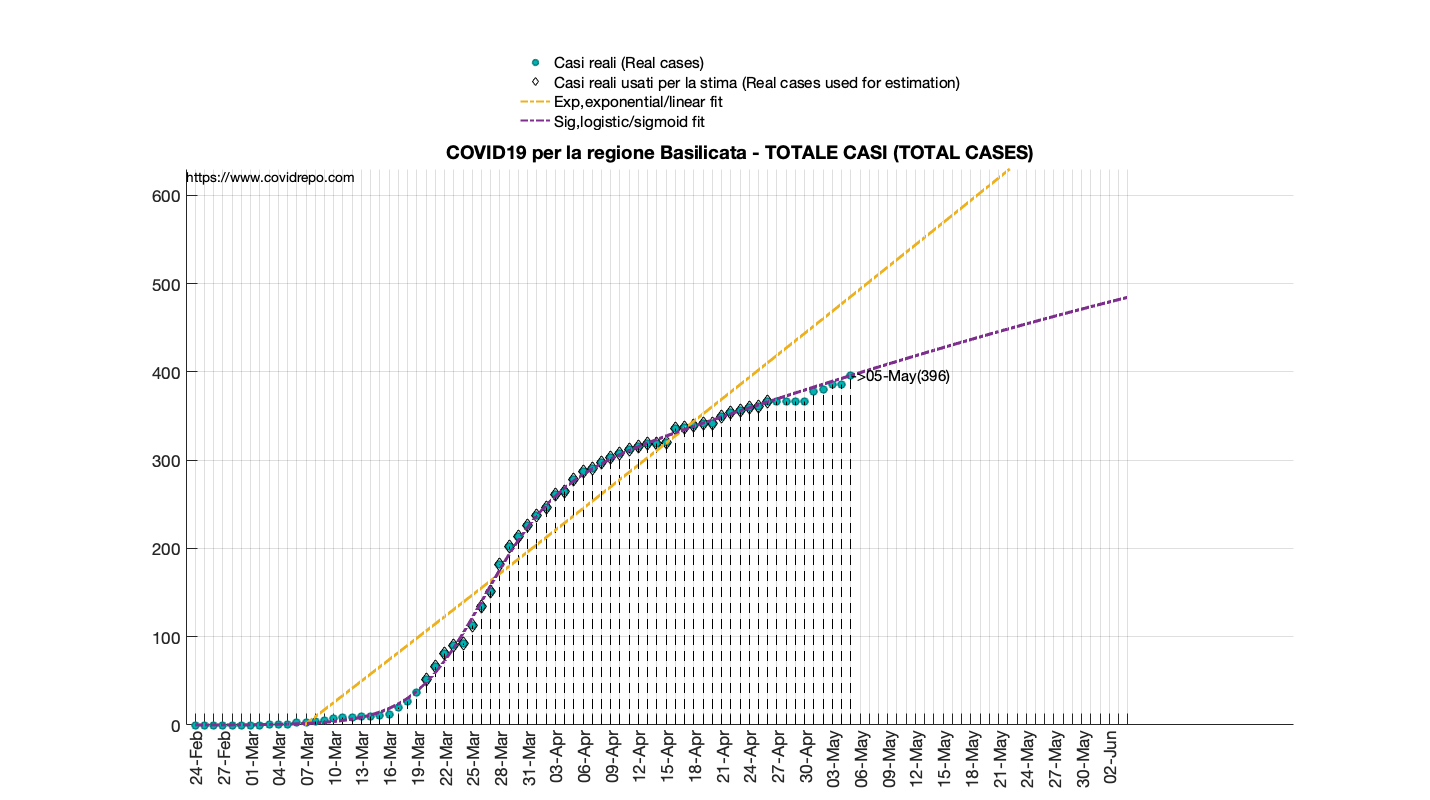 Casi reali (Real cases)
Casi reali usati per la stima (Real cases used for estimation)
Exp,exponential/linear fit
Sig,logistic/sigmoid fit
COVID19 per la regione Basilicata - TOTALE CASI (TOTAL CASES)
https://www.covidrepo.com
600
500
400
300
200
100
0
>05-May(396)
24-Feb
27-Feb
01-Mar
04-Mar
07-Mar
10-Mar
13-Mar
16-Mar
19-Mar
22-Mar
25-Mar
28-Mar
31-Mar
03-Apr
06-Apr
09-Apr
12-Apr
15-Apr
18-Apr
21-Apr
24-Apr
27-Apr
30-Apr
03-May
06-May
09-May
12-May
15-May
18-May
21-May
24-May
27-May
30-May
02-Jun